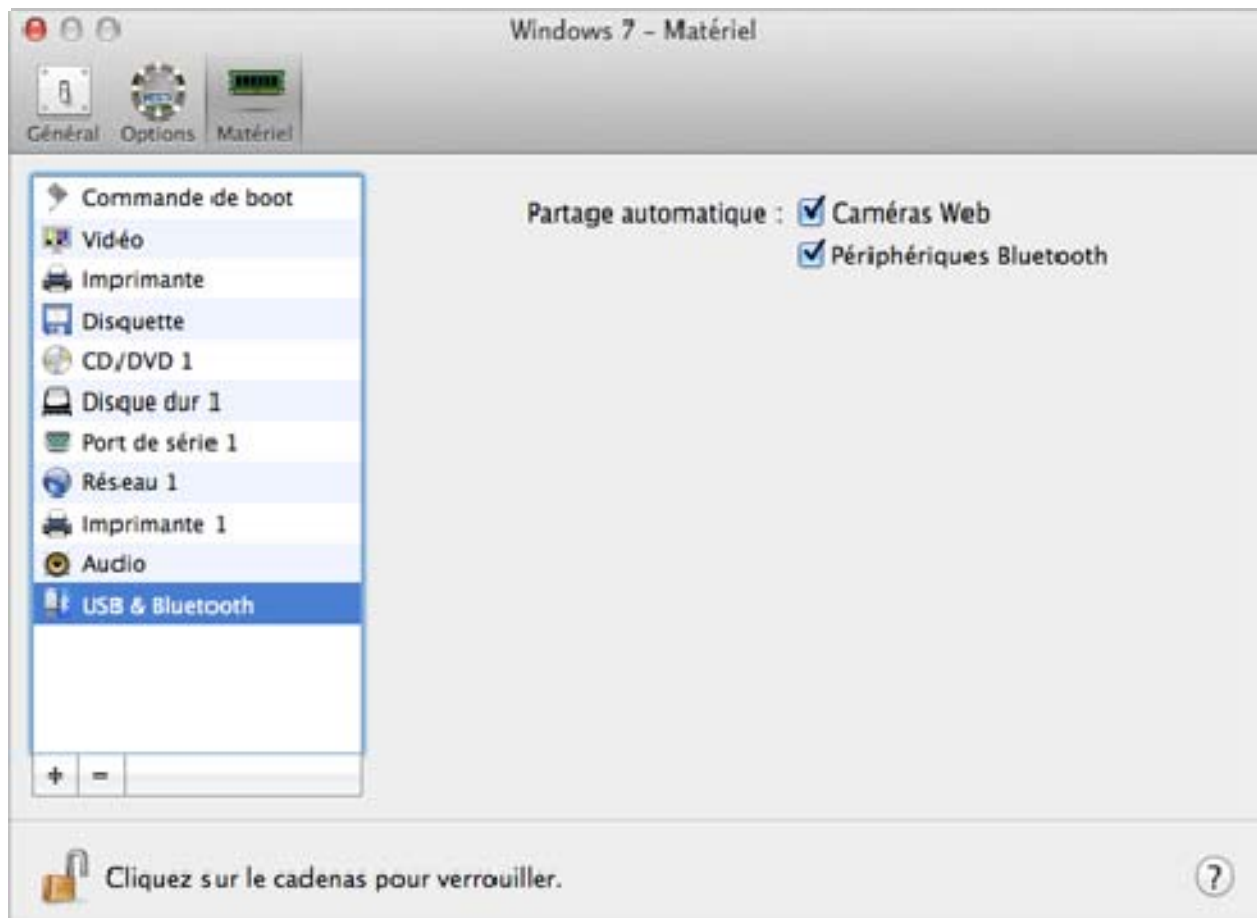 Windows 7 – Matériel
Général Options Matériel
Commande de boot
Vidéo
Imprimante
Disquette
CD/DVD 1
Disque dur 1
Port de série 1
Réseau 1
Imprimante 1
Audio
USB & Bluetooth
+ −
Partage automatique : Caméras Web
Périphériques Bluetooth
Cliquez sur le cadenas pour verrouiller.
?